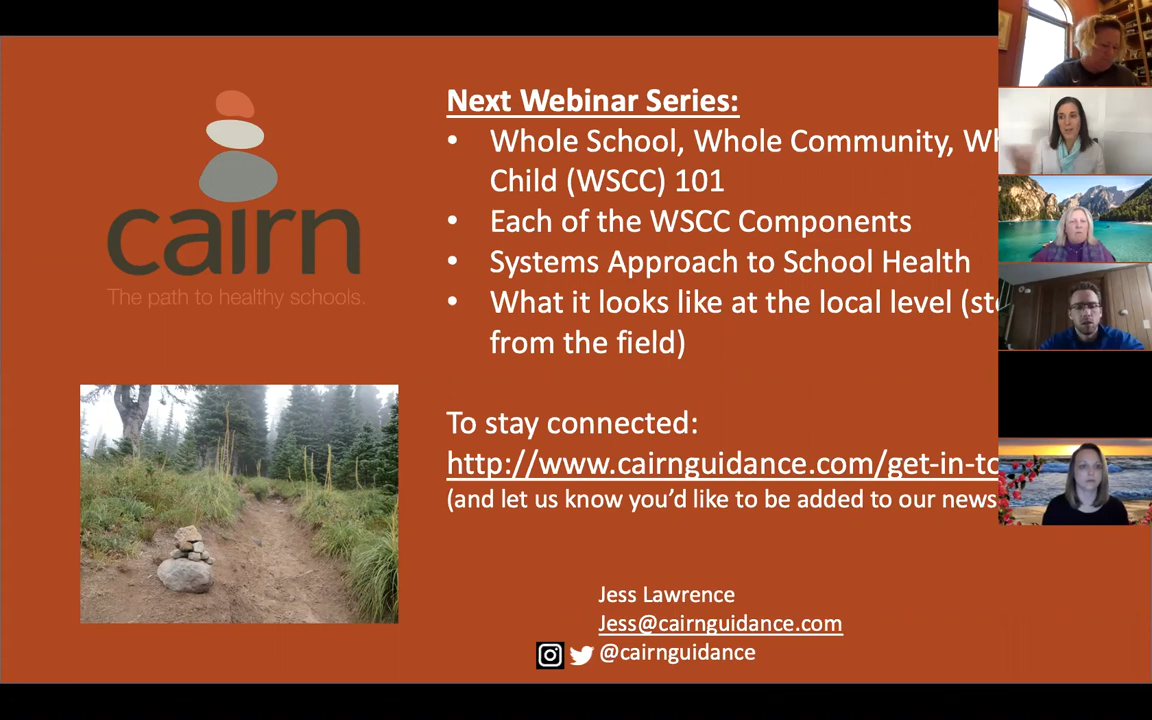 cairn
The path to healthy schools.
Next Webinar Series:
• Whole School, Whole Community,
Child (WSCC) 101
• Each of the WSCC Components
• Systems Approach to School Health
• What it looks like at the local level
from the field)
To stay connected:
http://www.cairnguidance.com/get-in-to
(and let us know you’d like to be added to our news
Jess Lawrence
Jess@cairnguidance.com
@cairnguidance